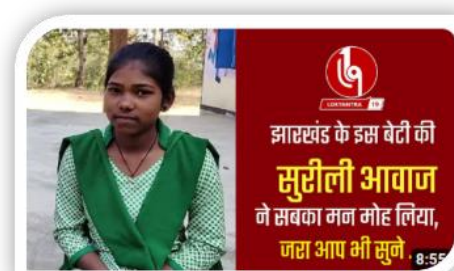 LOKTANTRA 19
झारखंड के इस बेटी की
सुरीली आवाज
ने सबका मन मोह लिया,
जरा आप भी सुने .
8:55